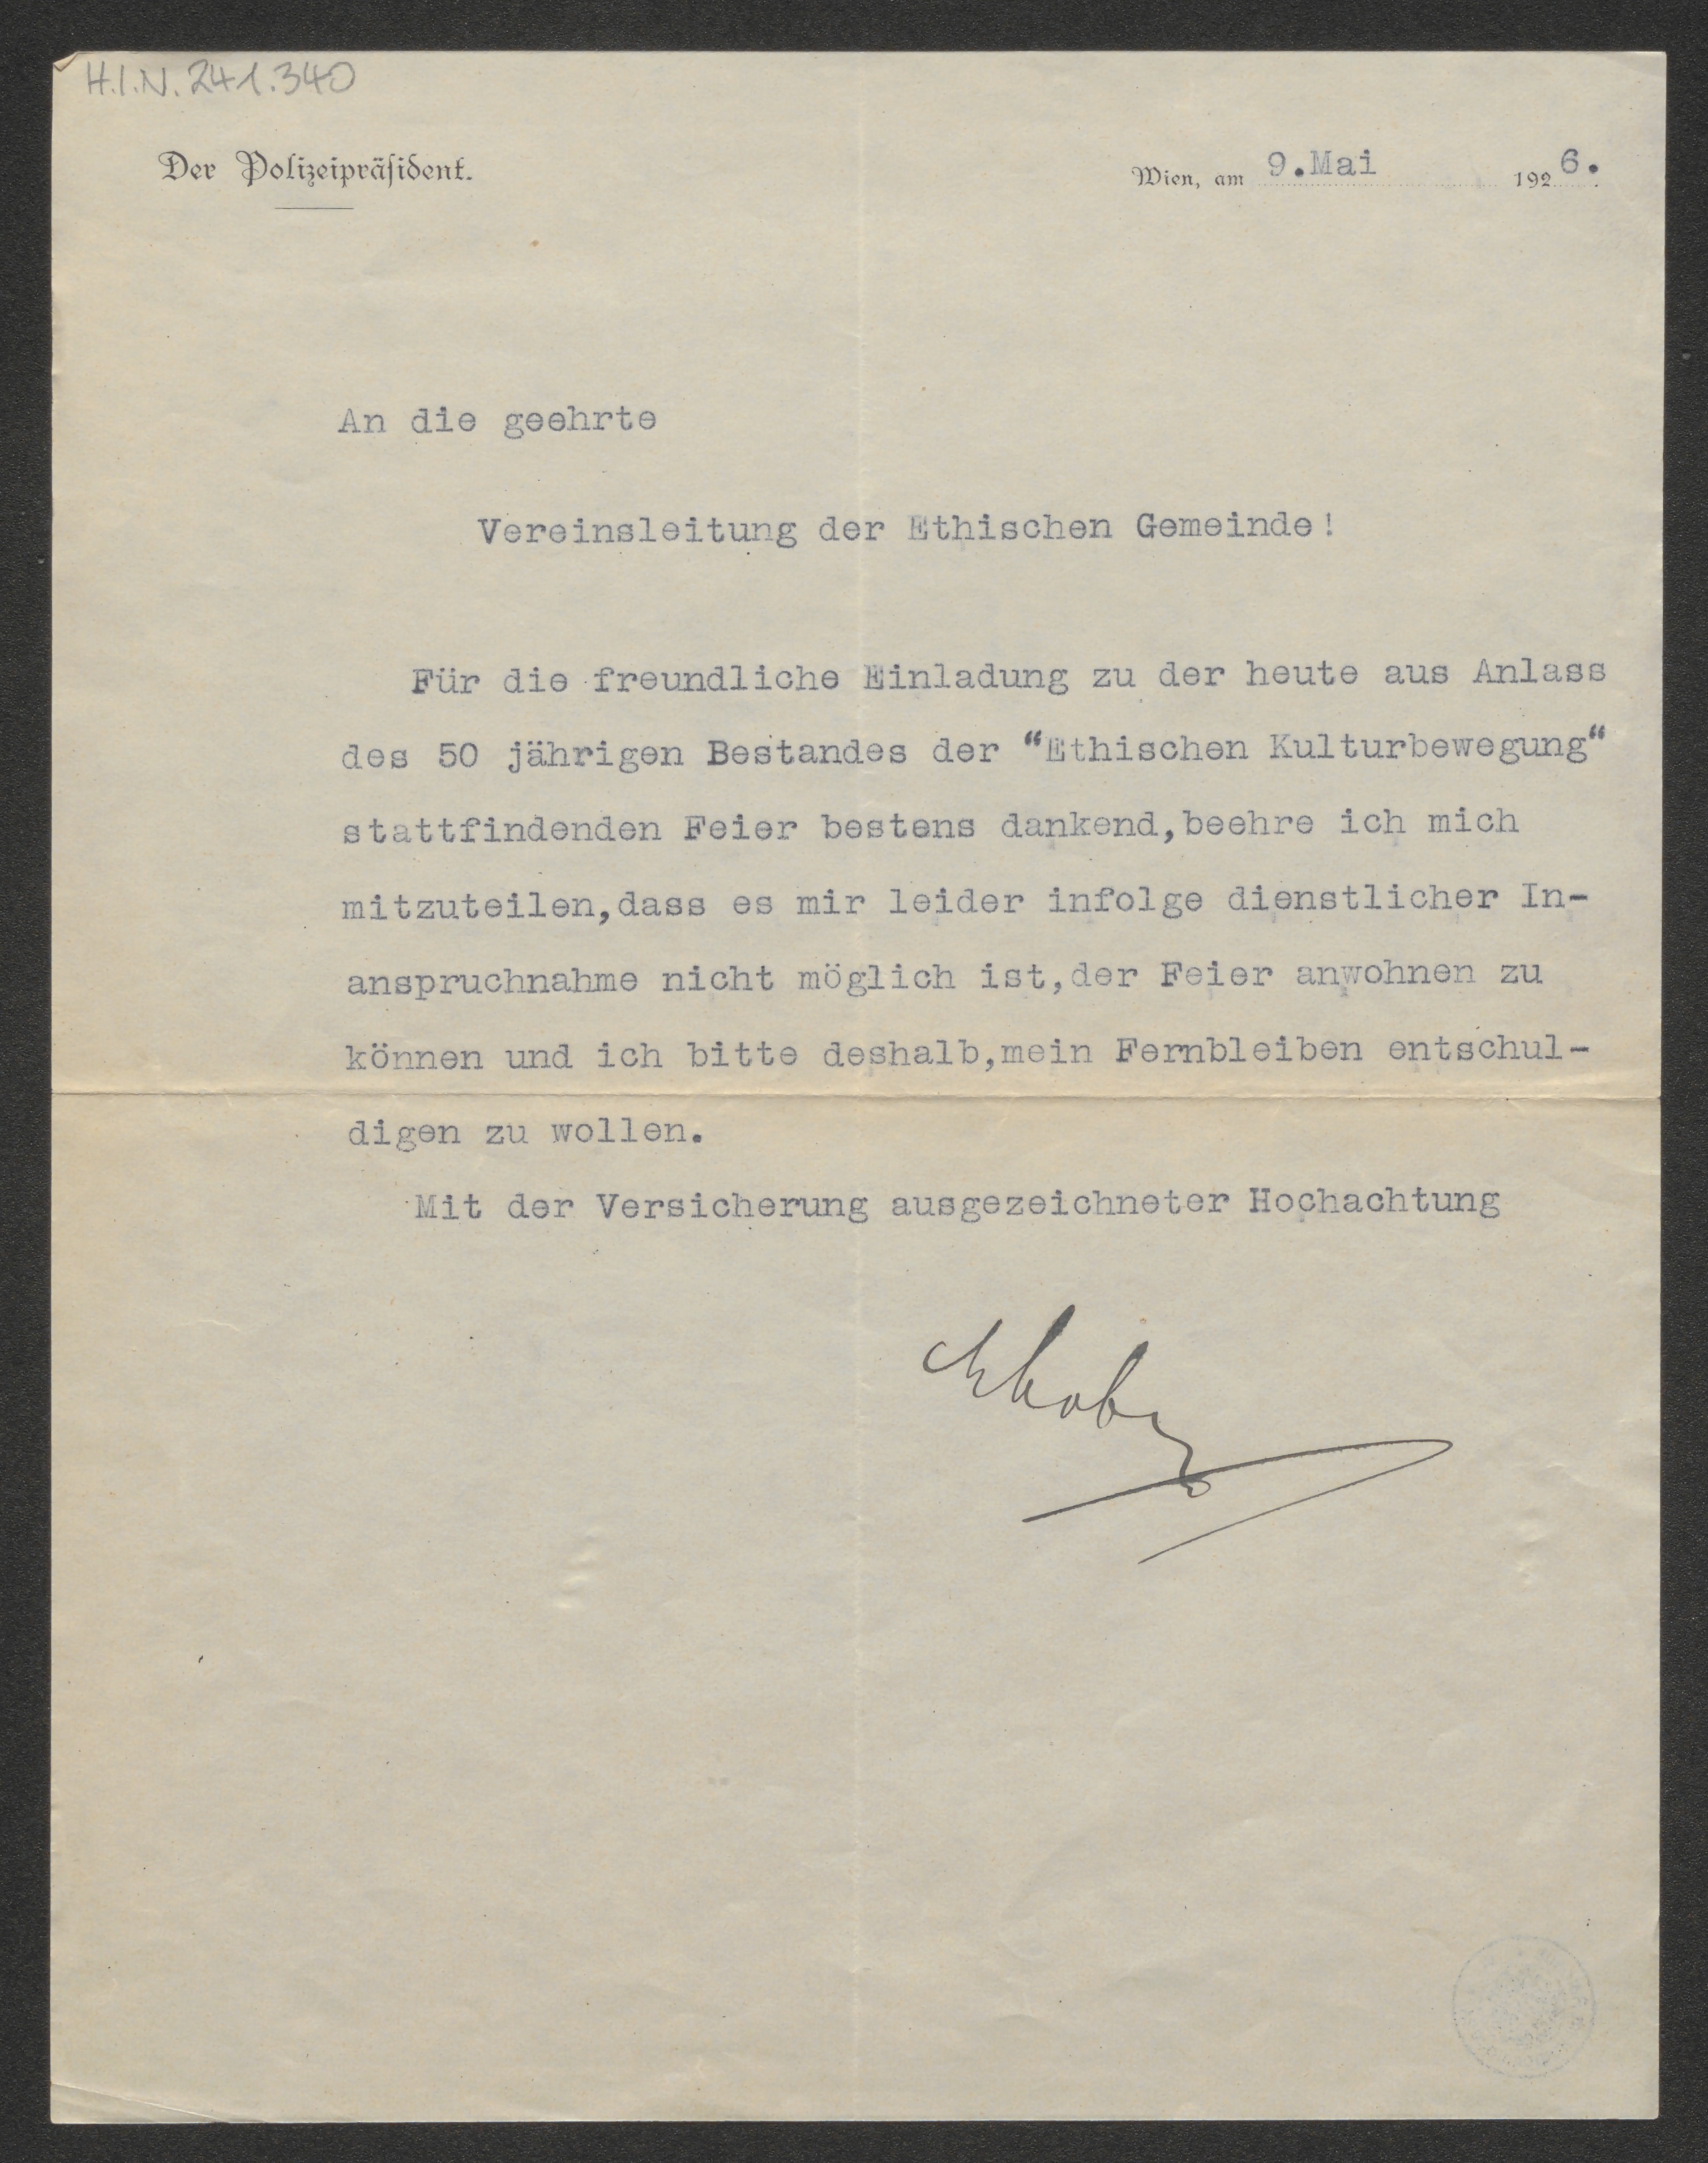 H.I.N. 241.340
Der Polizeipräsident.
Wien, am 9.Mai 1926.
An die geehrte
Vereinsleitung der Ethischen Gemeinde!
Für die freundliche Einladung zu der heute aus Anlass
des 50 jährigen Bestandes der "Ethischen Kulturbewegung"
stattfindenden Feier bestens dankend,beehre ich mich
mitzuteilen,dass es mir leider infolge dienstlicher In-
anspruchnahme nicht möglich ist,der Feier anwohnen zu
können und ich bitte deshalb,mein Fernbleiben entschul-
digen zu wollen.
Mit der Versicherung ausgezeichneter Hochachtung